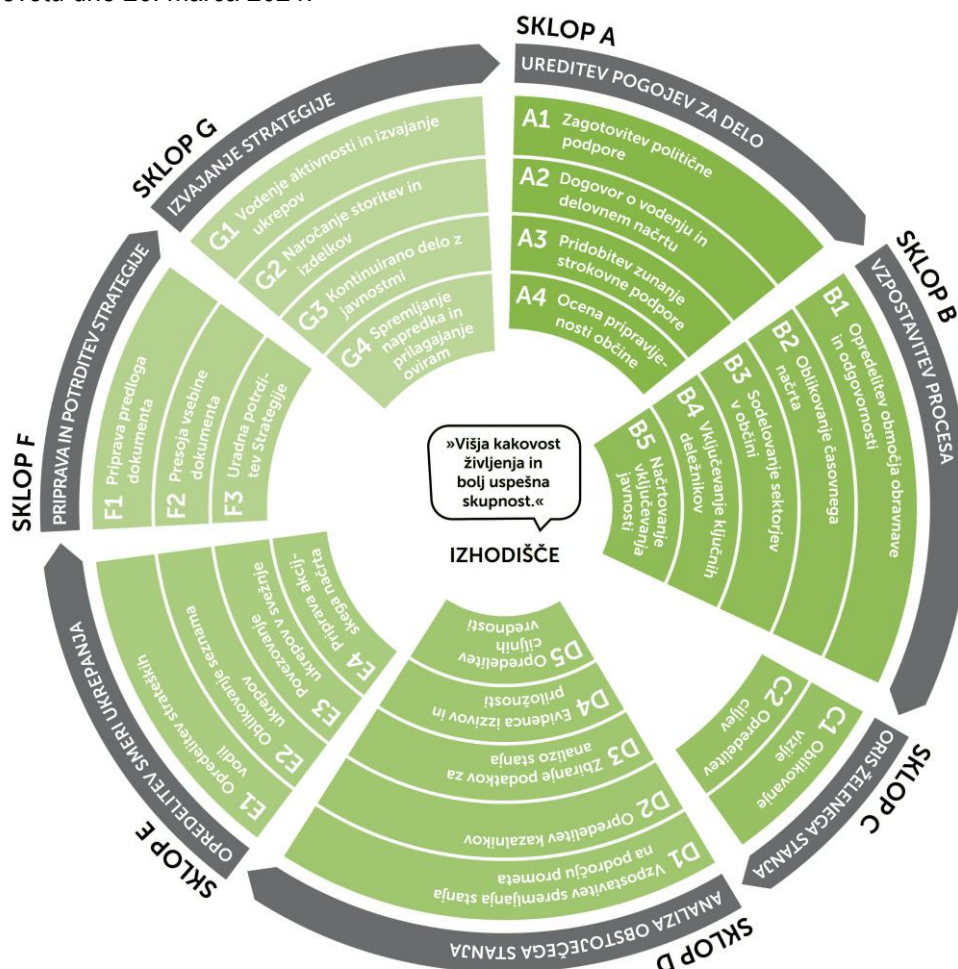 SKLOP A
UREDITEV POGOJEV ZA DELO
A1 Zagotovitev politične
podpore
A2 Dogovor o vodenju in
delovnem načrtu
A3 Pridobitev zunanje
strokovne podpore
A4 Ocena pripravlje-
nosti občine
SKLOP B
VZPOSTAVITEV PROCESA
B1 Opredelitev območja obravnave
in odgovornosti
B2 Oblikovanje časovnega
načrta
B3 Sodelovanje sektorjev
v občini
B4 Vključevanje ključnih
deležnikov
B5 Načrtovanje
vključevanja
javnosti
SKLOP C
ORIS ŽELENEGA STANJA
C1 Oblikovanje
vizije
C2 Opredelitev
ciljev
SKLOP D
ANALIZA OBSTOJEČEGA STANJA
D1 Vzpostavitev spremljanja stanja
na področju prometa
D2 Opredelitev kazalnikov
D3 Zbiranje podatkov za
analizo stanja
D4 Evidenca izzivov in
priložnosti
D5 Opredelitev
ciljnih
vrednosti
SKLOP E
OPREDELITEV SMERI UKREPANJA
E1 Opredelitev strateških
vodil
E2 Oblikovanje seznama
ukrepov
E3 Povezovanje
ukrepov v svežnje
E4 Priprava akcij-
skega načrta
SKLOP F
PRIPRAVA IN POTRDITEV STRATEGIJE
F1 Priprava predloga
dokumenta
F2 Presoja vsebine
dokumenta
F3 Uradna potrdi-
tev Strategije
SKLOP G
IZVAJANJE STRATEGIJE
G1 Vodenje aktivnosti in izvajanje
ukrepov
G2 Naročanje storitev in
izdelkov
G3 Kontinuirano delo z
javnostmi
G4 Spremljanje
napredka in
prilagajanje
oviram
»Višja kakovost
življenja in
bolj uspešna
skupnost.«
IZHODIŠČE